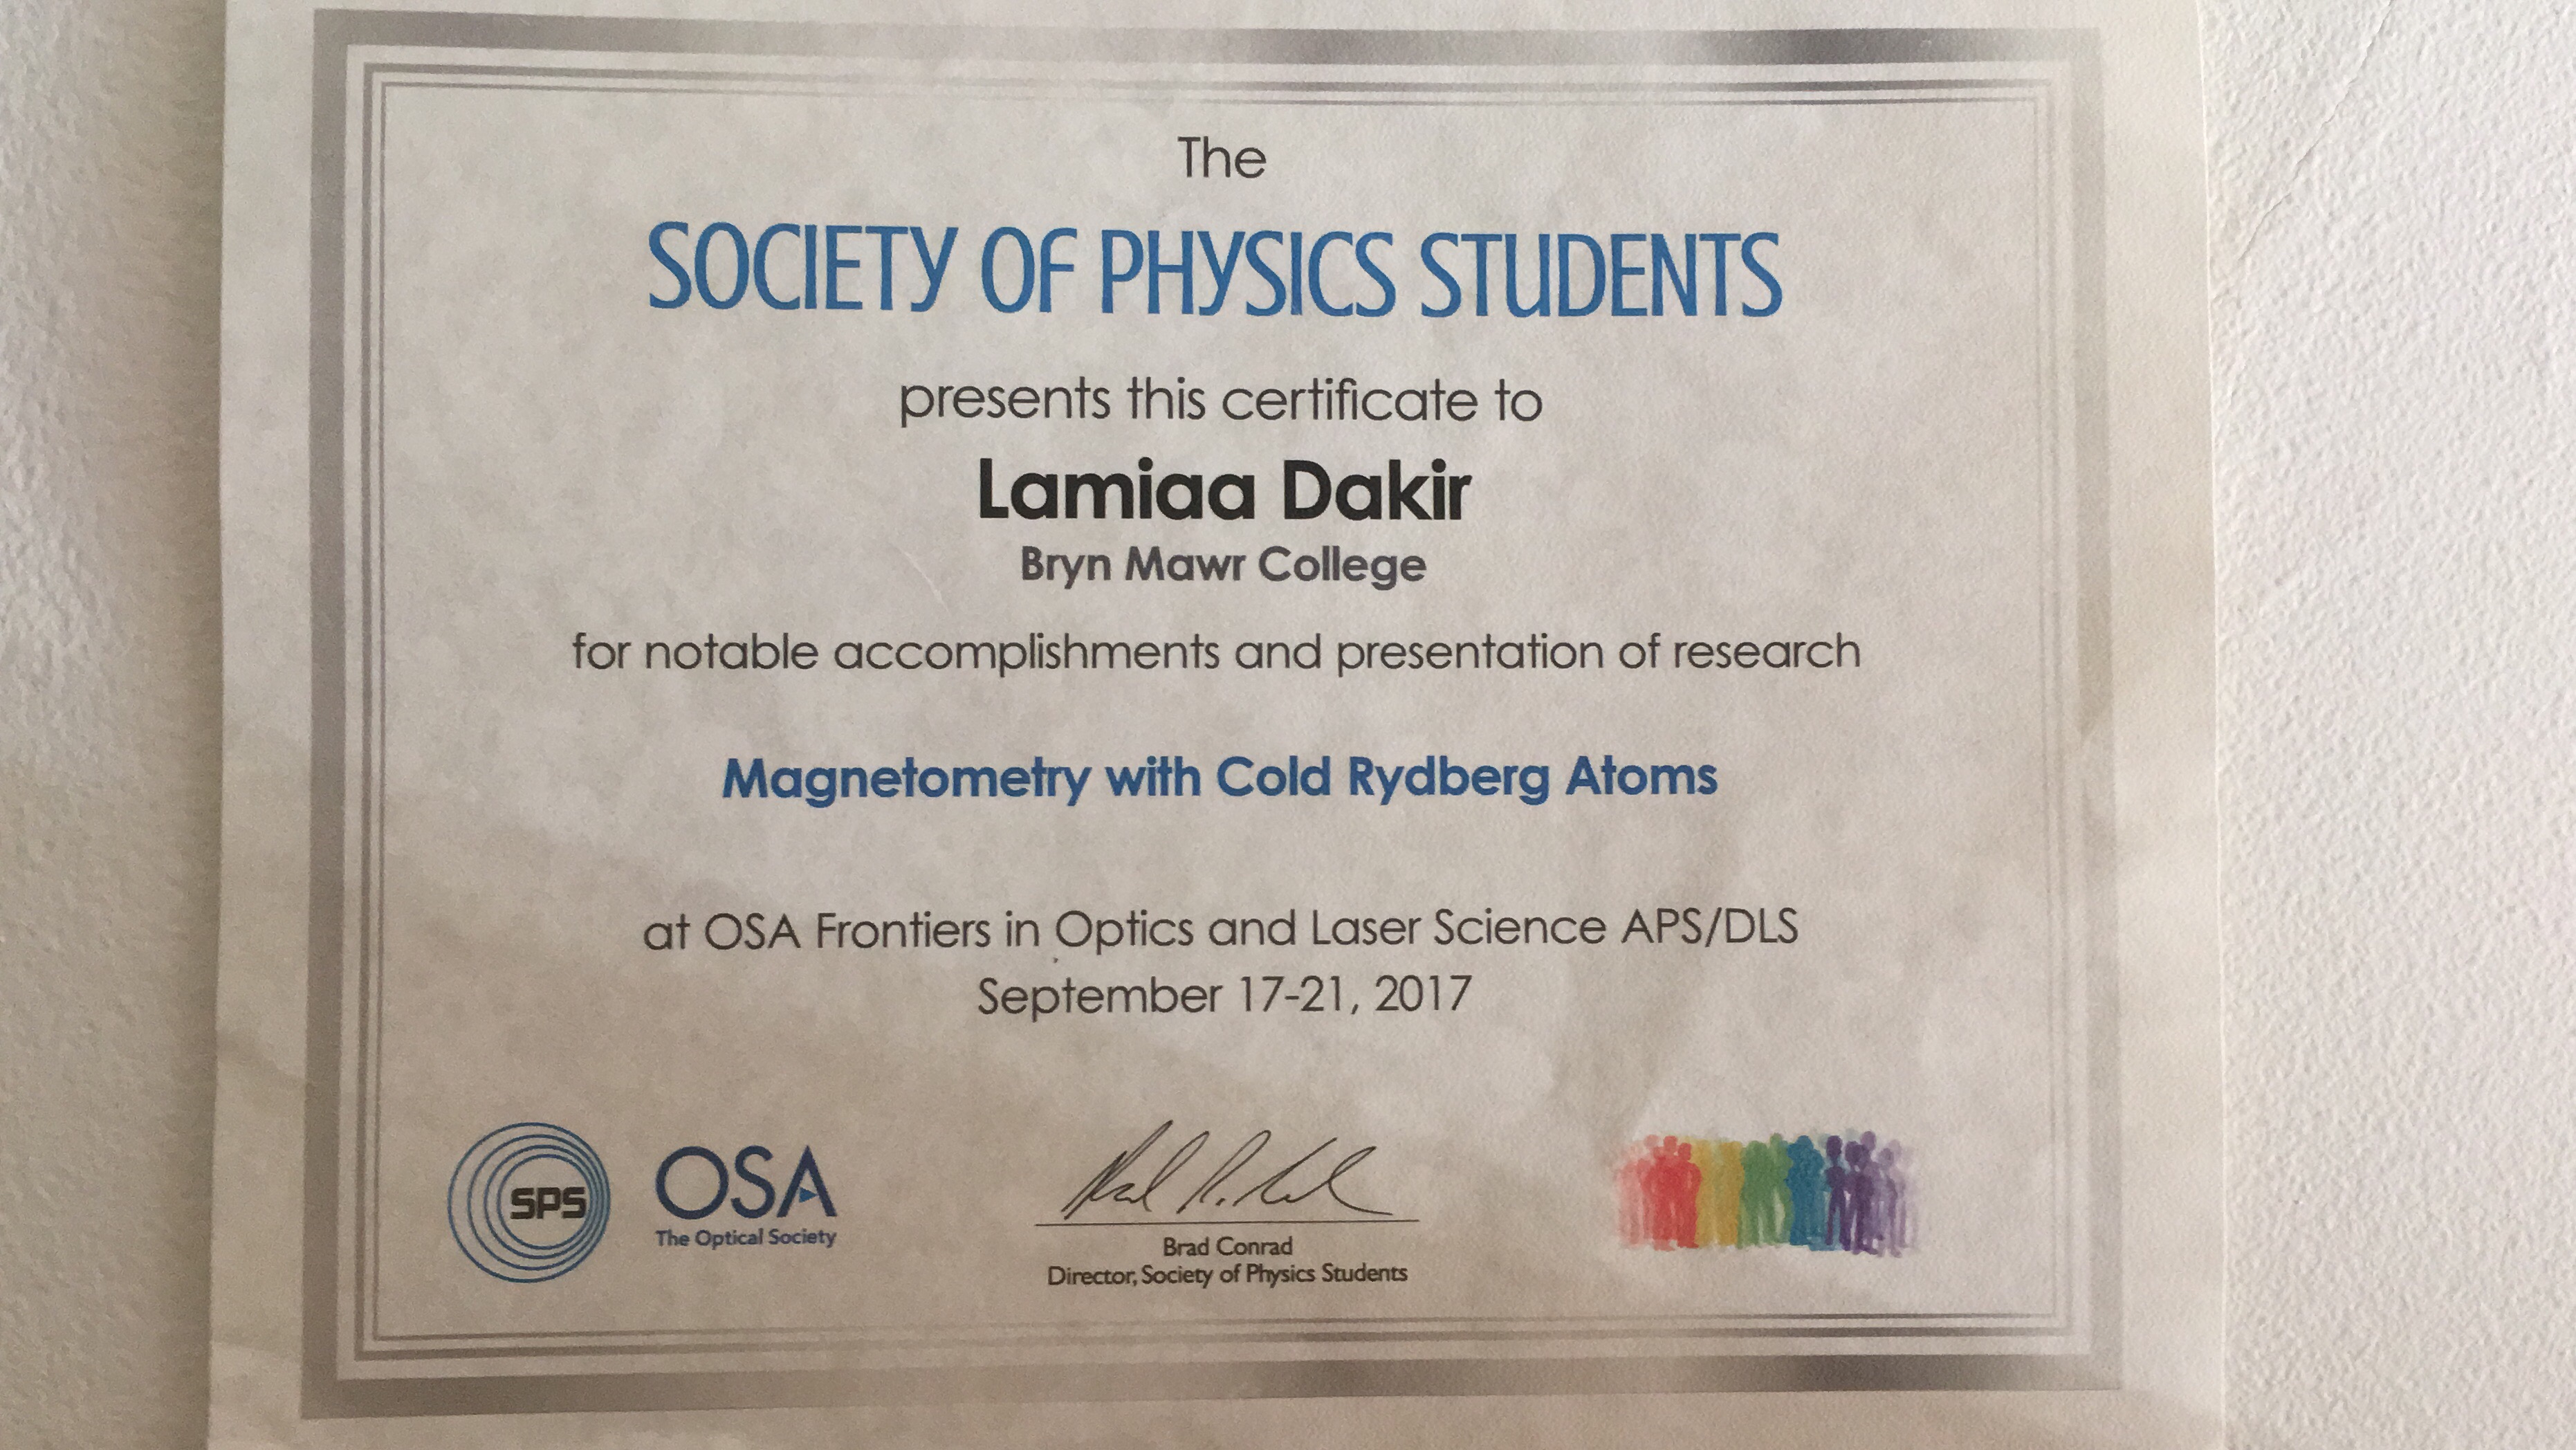 The
SOCIETY OF PHYSICS STUDENTS
presents this certificate to
Lamiaa Dakir
Bryn Mawr College
for notable accomplishments and presentation of research
Magnetometry with Cold Rydberg Atoms
at OSA Frontiers in Optics and Laser Science APS/DLS
September 17-21, 2017
SPS
OSA
The Optical Society
Brad Conrad
Director, Society of Physics Students